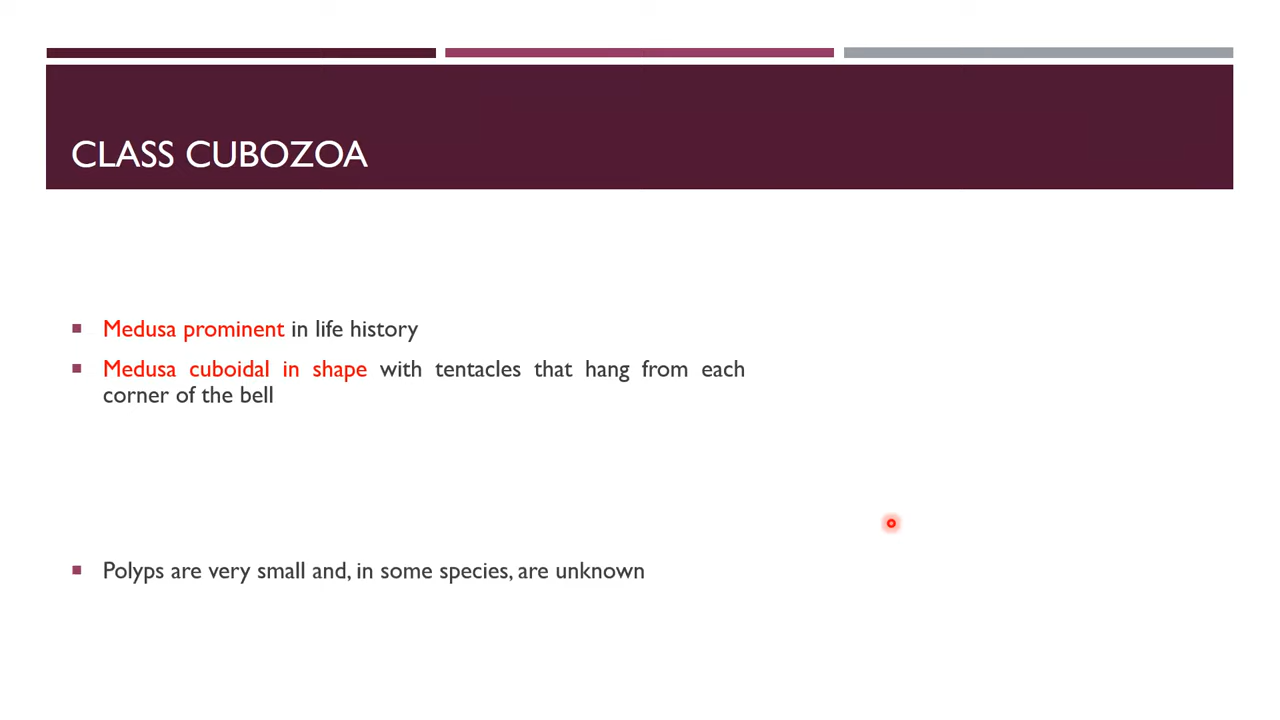 CLASS CUBOZOA
Medusa prominent in life history
Medusa cuboidal in shape with tentacles that hang from each
corner of the bell
Polyps are very small and, in some species, are unknown